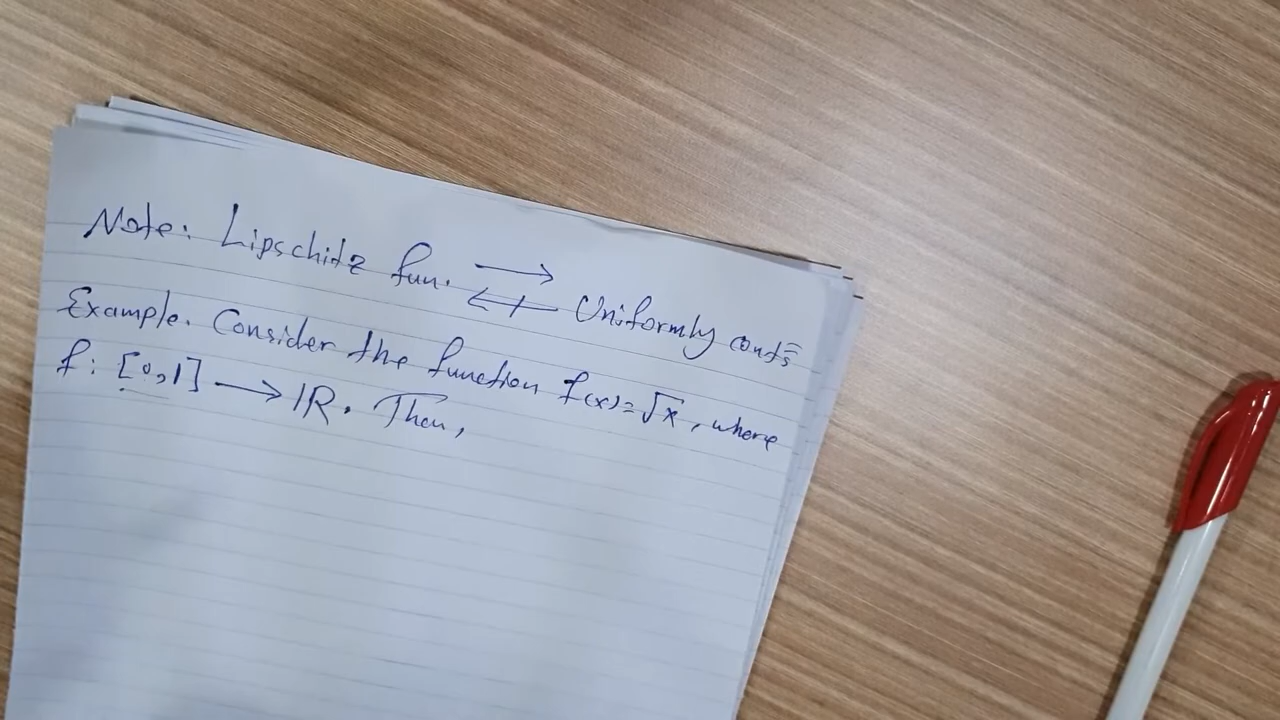 Note: Lipschitz fun. ⟶ ⟵̸ Uniformly conts
Example. Consider the function f(x)=√x, where
f: [0,1] ⟶ IR. Then,